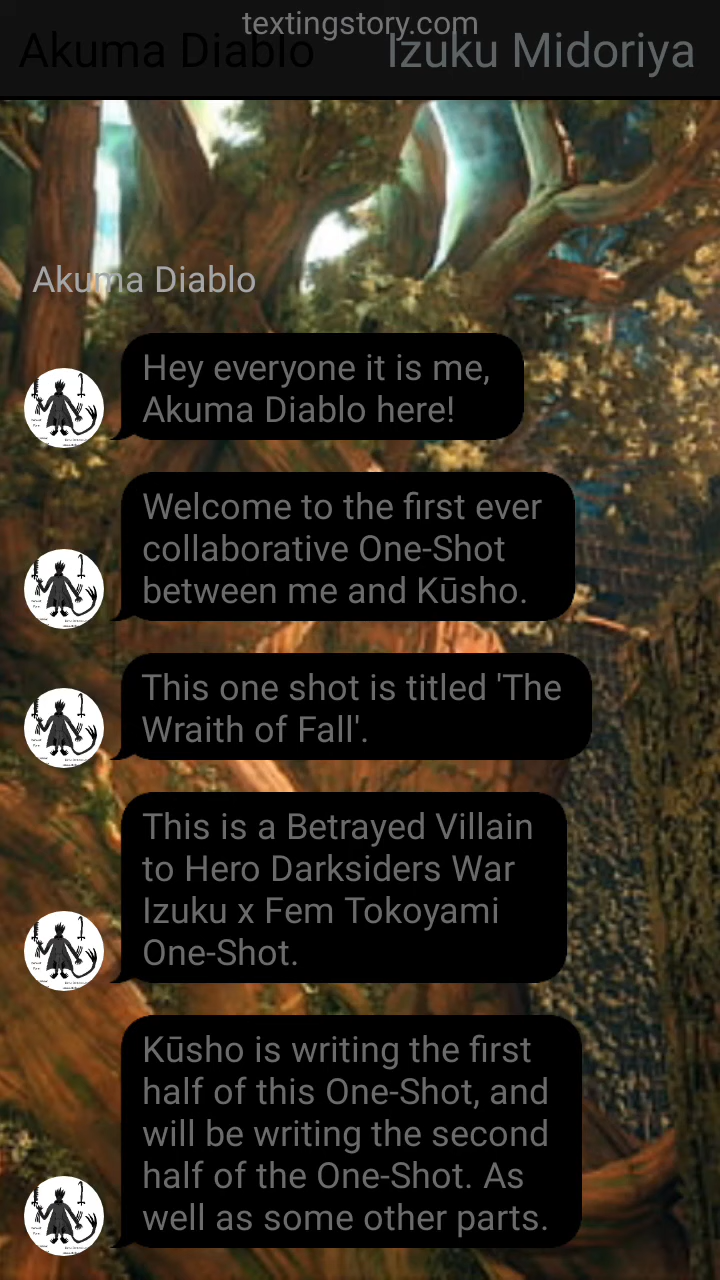 textingstory.com
Akuma Diablo Izuku Midoriya
Akuma Diablo
Hey everyone it is me,
Akuma Diablo here!
Welcome to the first ever
collaborative One-Shot
between me and Kūsho.
This one shot is titled 'The
Wraith of Fall'.
This is a Betrayed Villain
to Hero Darksiders War
Izuku x Fem Tokoyami
One-Shot.
Kūsho is writing the first
half of this One-Shot, and
will be writing the second
half of the One-Shot. As
well as some other parts.